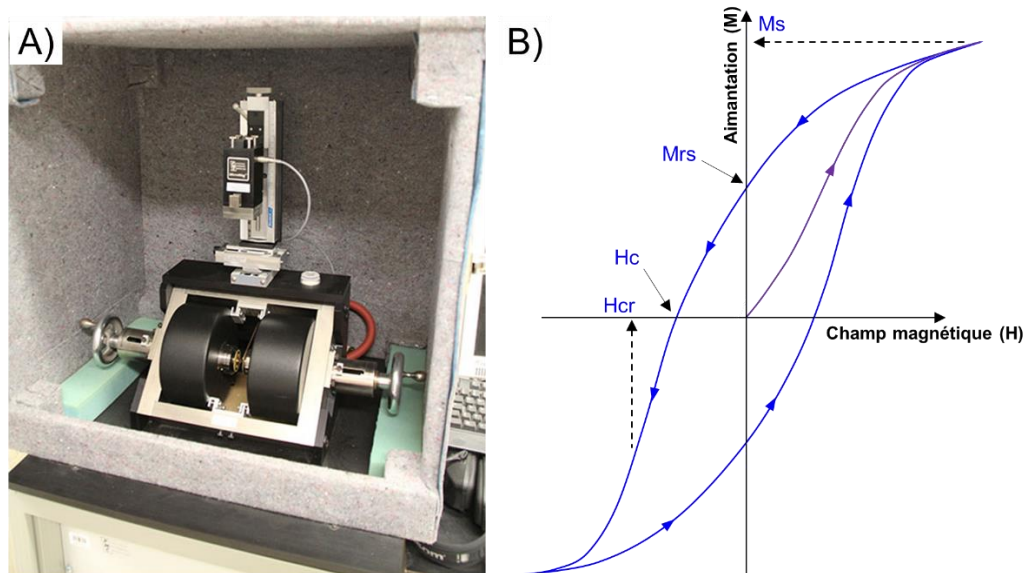 A)
B)
Aimantation (M)
Ms
Mrs
Hc
Hcr
Champ magnétique (H)